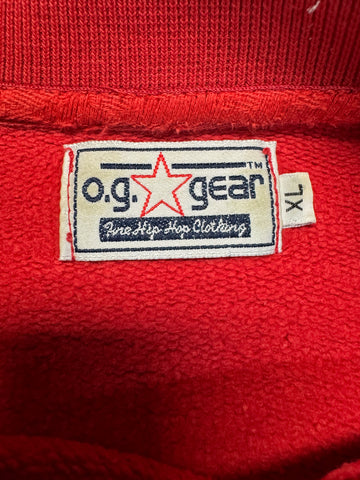 o.g. gear™
Fine Hip Hop Clothing
XL